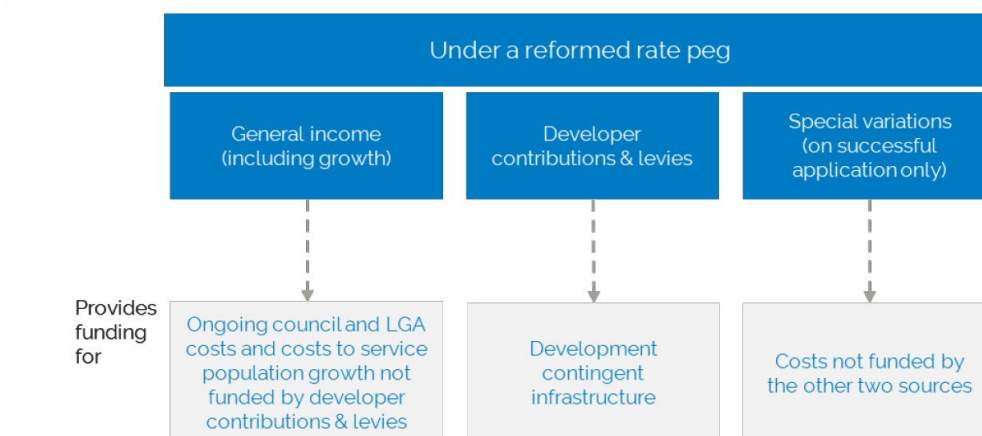 Under a reformed rate peg
General income
(including growth)
Developer
contributions & levies
Special variations
(on successful
application only)
Provides
funding
for
Ongoing council and LGA
costs and costs to service
population growth not
funded by developer
contributions & levies
Development
contingent
infrastructure
Costs not funded by
the other two sources